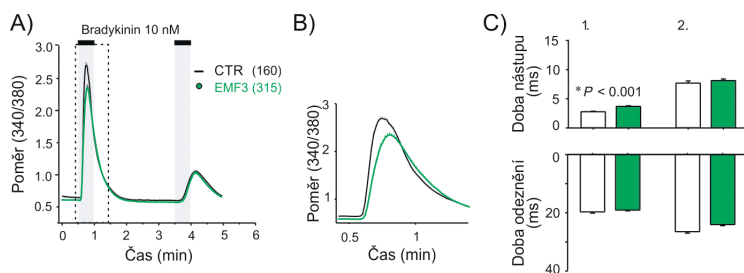 A)
Bradykinin 10 nM
Poměr (340/380)
3.0
2.5
2.0
1.5
1.0
0.5
0 1 2 3 4 5 6
Čas (min)
CTR (160)
EMF3 (315)
B)
Poměr (340/380)
0.5 1
Čas (min)
C)
1. 2.
Doba nástupu
(ms)
15
10
5
0
*P < 0.001
Doba odeznění
(ms)
0
20
40